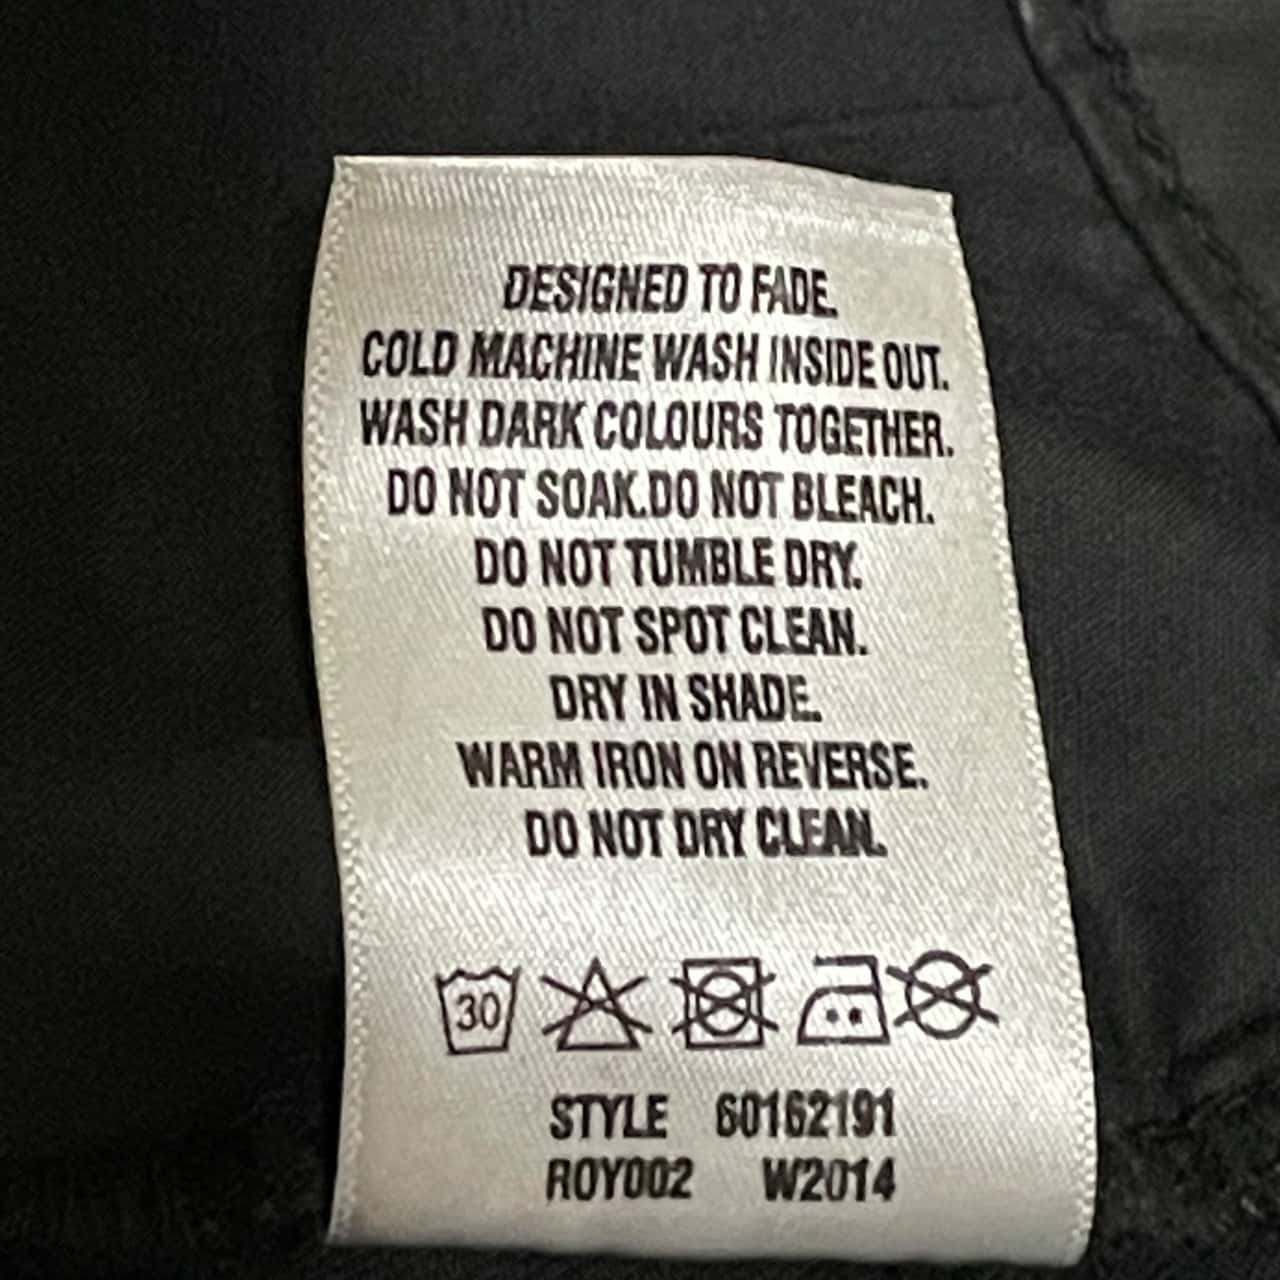 DESIGNED TO FADE.
COLD MACHINE WASH INSIDE OUT.
WASH DARK COLOURS TOGETHER.
DO NOT SOAK.DO NOT BLEACH.
DO NOT TUMBLE DRY.
DO NOT SPOT CLEAN.
DRY IN SHADE.
WARM IRON ON REVERSE.
DO NOT DRY CLEAN.
30
STYLE 60162191
ROY002 W2014